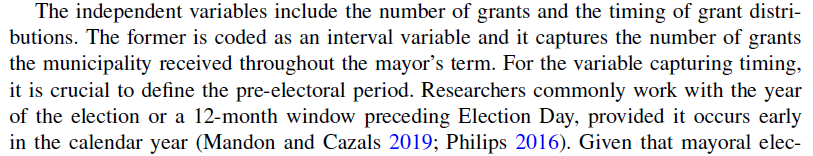 The independent variables include the number of grants and the timing of grant distri-
butions. The former is coded as an interval variable and it captures the number of grants
the municipality received throughout the mayor's term. For the variable capturing timing,
it is crucial to define the pre-electoral period. Researchers commonly work with the year
of the election or a 12-month window preceding Election Day, provided it occurs early
in the calendar year (Mandon and Cazals 2019; Philips 2016). Given that mayoral elec-